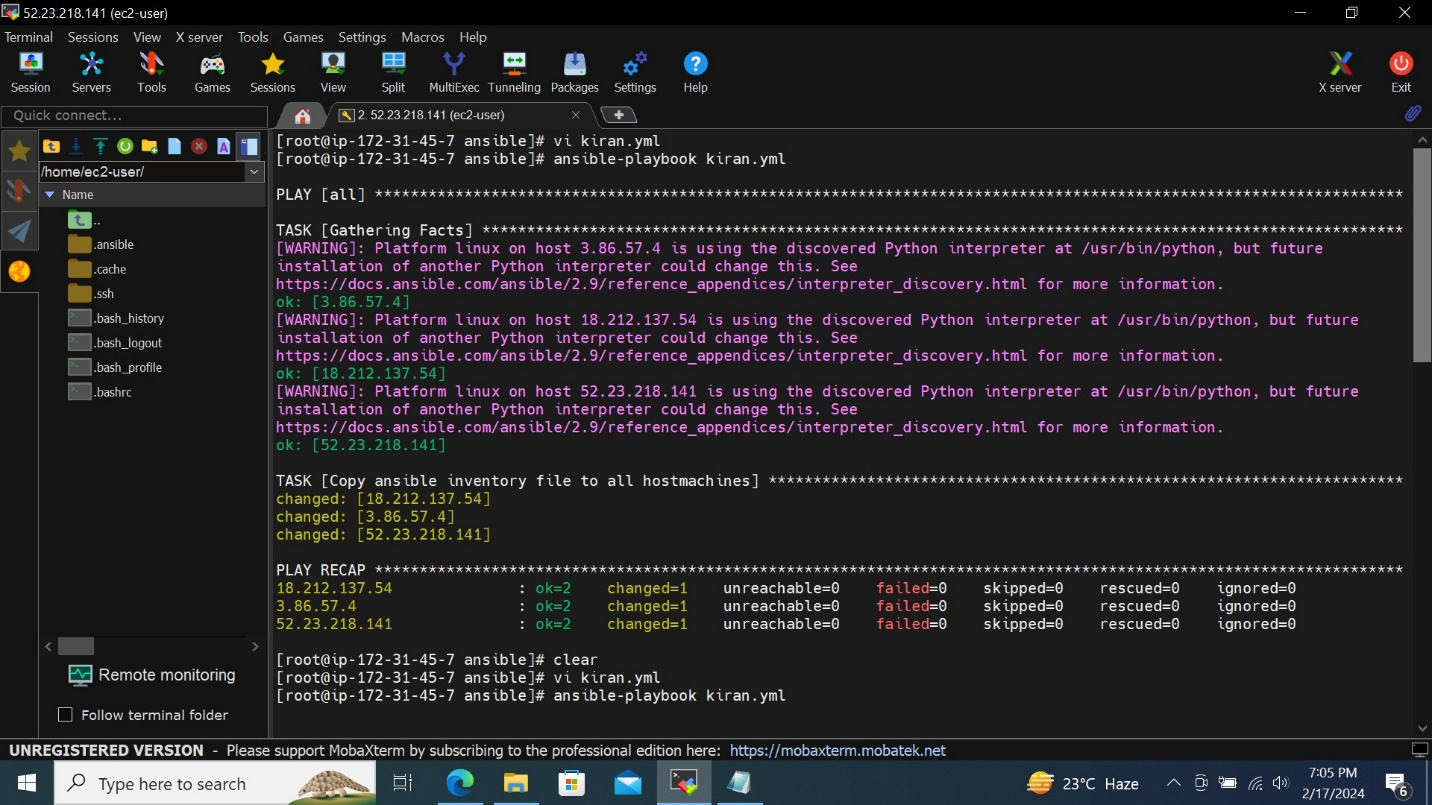 52.23.218.141 (ec2-user)
Terminal Sessions View X server Tools Games Settings Macros Help
Session Servers Tools Games Sessions View Split MultiExec Tunneling Packages Settings Help X server Exit
Quick connect...
2. 52.23.218.141 (ec2-user)
/home/ec2-user/
Name
..
.ansible
.cache
.ssh
.bash_history
.bash_logout
.bash_profile
.bashrc
Remote monitoring
Follow terminal folder
[root@ip-172-31-45-7 ansible]# vi kiran.yml
[root@ip-172-31-45-7 ansible]# ansible-playbook kiran.yml
PLAY [all] *******************************************************************************************************************
TASK [Gathering Facts] *******************************************************************************************************
[WARNING]: Platform linux on host 3.86.57.4 is using the discovered Python interpreter at /usr/bin/python, but future
installation of another Python interpreter could change this. See
https://docs.ansible.com/ansible/2.9/reference_appendices/interpreter_discovery.html for more information.
ok: [3.86.57.4]
[WARNING]: Platform linux on host 18.212.137.54 is using the discovered Python interpreter at /usr/bin/python, but future
installation of another Python interpreter could change this. See
https://docs.ansible.com/ansible/2.9/reference_appendices/interpreter_discovery.html for more information.
ok: [18.212.137.54]
[WARNING]: Platform linux on host 52.23.218.141 is using the discovered Python interpreter at /usr/bin/python, but future
installation of another Python interpreter could change this. See
https://docs.ansible.com/ansible/2.9/reference_appendices/interpreter_discovery.html for more information.
ok: [52.23.218.141]
TASK [Copy ansible inventory file to all hostmachines] ***********************************************************************
changed: [18.212.137.54]
changed: [3.86.57.4]
changed: [52.23.218.141]
PLAY RECAP *******************************************************************************************************************
18.212.137.54 : ok=2 changed=1 unreachable=0 failed=0 skipped=0 rescued=0 ignored=0
3.86.57.4 : ok=2 changed=1 unreachable=0 failed=0 skipped=0 rescued=0 ignored=0
52.23.218.141 : ok=2 changed=1 unreachable=0 failed=0 skipped=0 rescued=0 ignored=0
[root@ip-172-31-45-7 ansible]# clear
[root@ip-172-31-45-7 ansible]# vi kiran.yml
[root@ip-172-31-45-7 ansible]# ansible-playbook kiran.yml
UNREGISTERED VERSION - Please support MobaXterm by subscribing to the professional edition here: https://mobaxterm.mobatek.net
Type here to search
23°C Haze
7:05 PM
2/17/2024
6